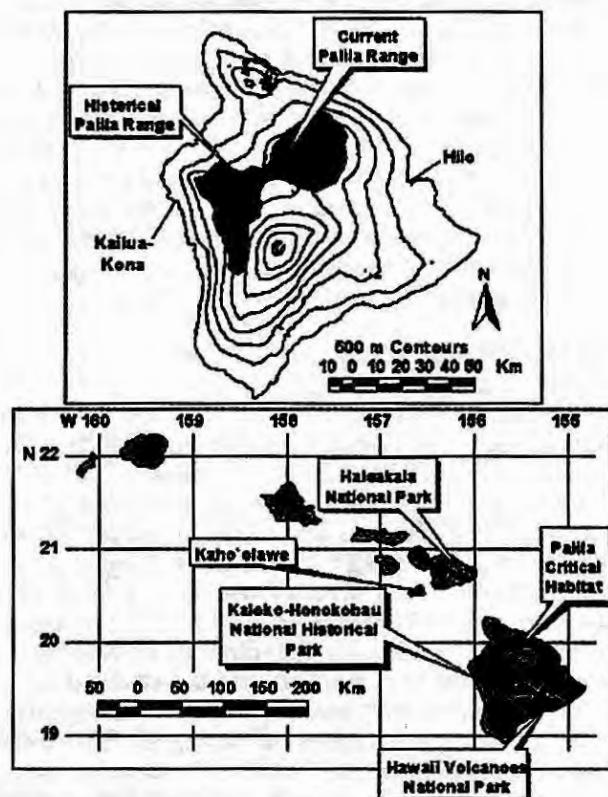 Current
Palila Range
Historical
Palila Range
Hilo
Kailua-
Kona
N
500 m Contours
10 0 10 20 30 40 50 Km
W 160 159 158 157 156 155
N 22
Haleakala
National Park
21
Kaho`olawe
Palila
Critical
Habitat
Kaloko-Honokohau
National Historical
Park
20
50 0 50 100 150 200 Km
19
Hawaii Volcanoes
National Park